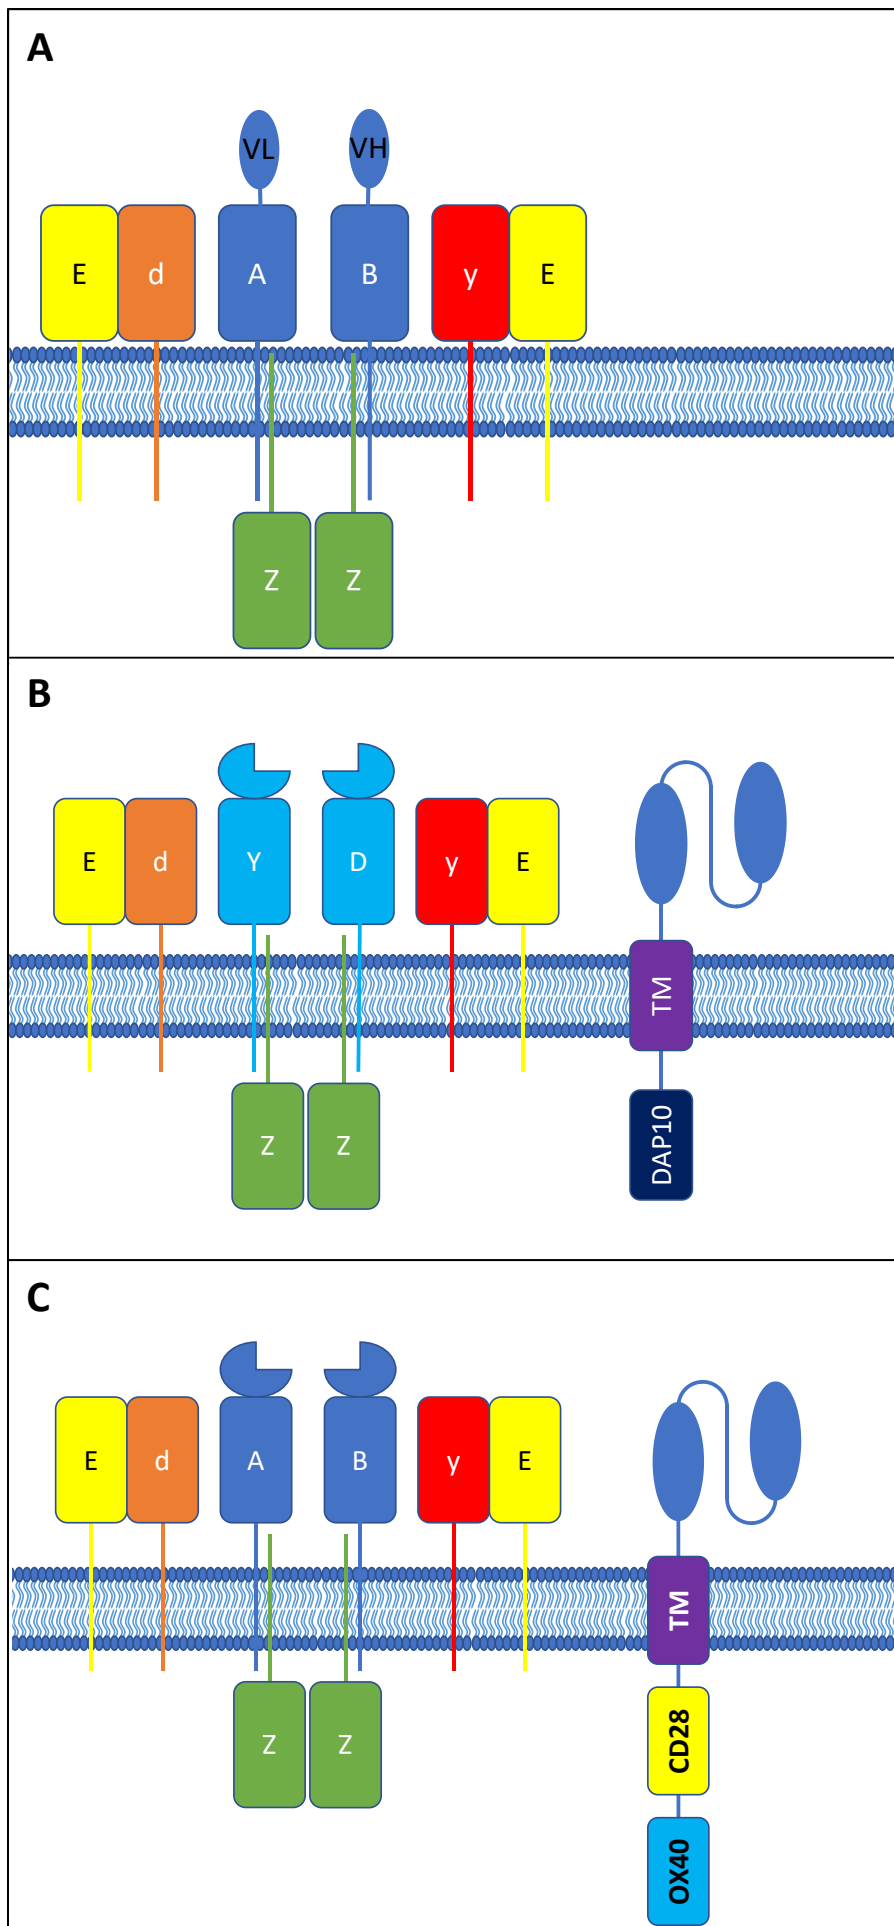 A
VL VH
E d A B y E
Z Z
B
E d Y D y E
TM
Z Z
DAP10
C
E d A B y E
TM
Z Z
CD28
OX40